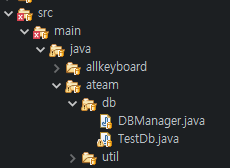 src
main
java
allkeyboard
ateam
db
DBManager.java
TestDb.java
util